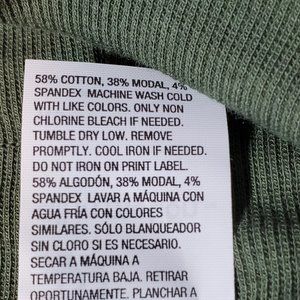 58% COTTON, 38% MODAL, 4%
SPANDEX MACHINE WASH COLD
WITH LIKE COLORS. ONLY NON
CHLORINE BLEACH IF NEEDED.
TUMBLE DRY LOW. REMOVE
PROMPTLY. COOL IRON IF NEEDED.
DO NOT IRON ON PRINT LABEL.
58% ALGODÓN, 38% MODAL, 4%
SPANDEX LAVAR A MÁQUINA CON
AGUA FRÍA CON COLORES
SIMILARES. SÓLO BLANQUEADOR
SIN CLORO SI ES NECESARIO.
SECAR A MÁQUINA A
TEMPERATURA BAJA. RETIRAR
OPORTUNAMENTE. PLANCHAR A